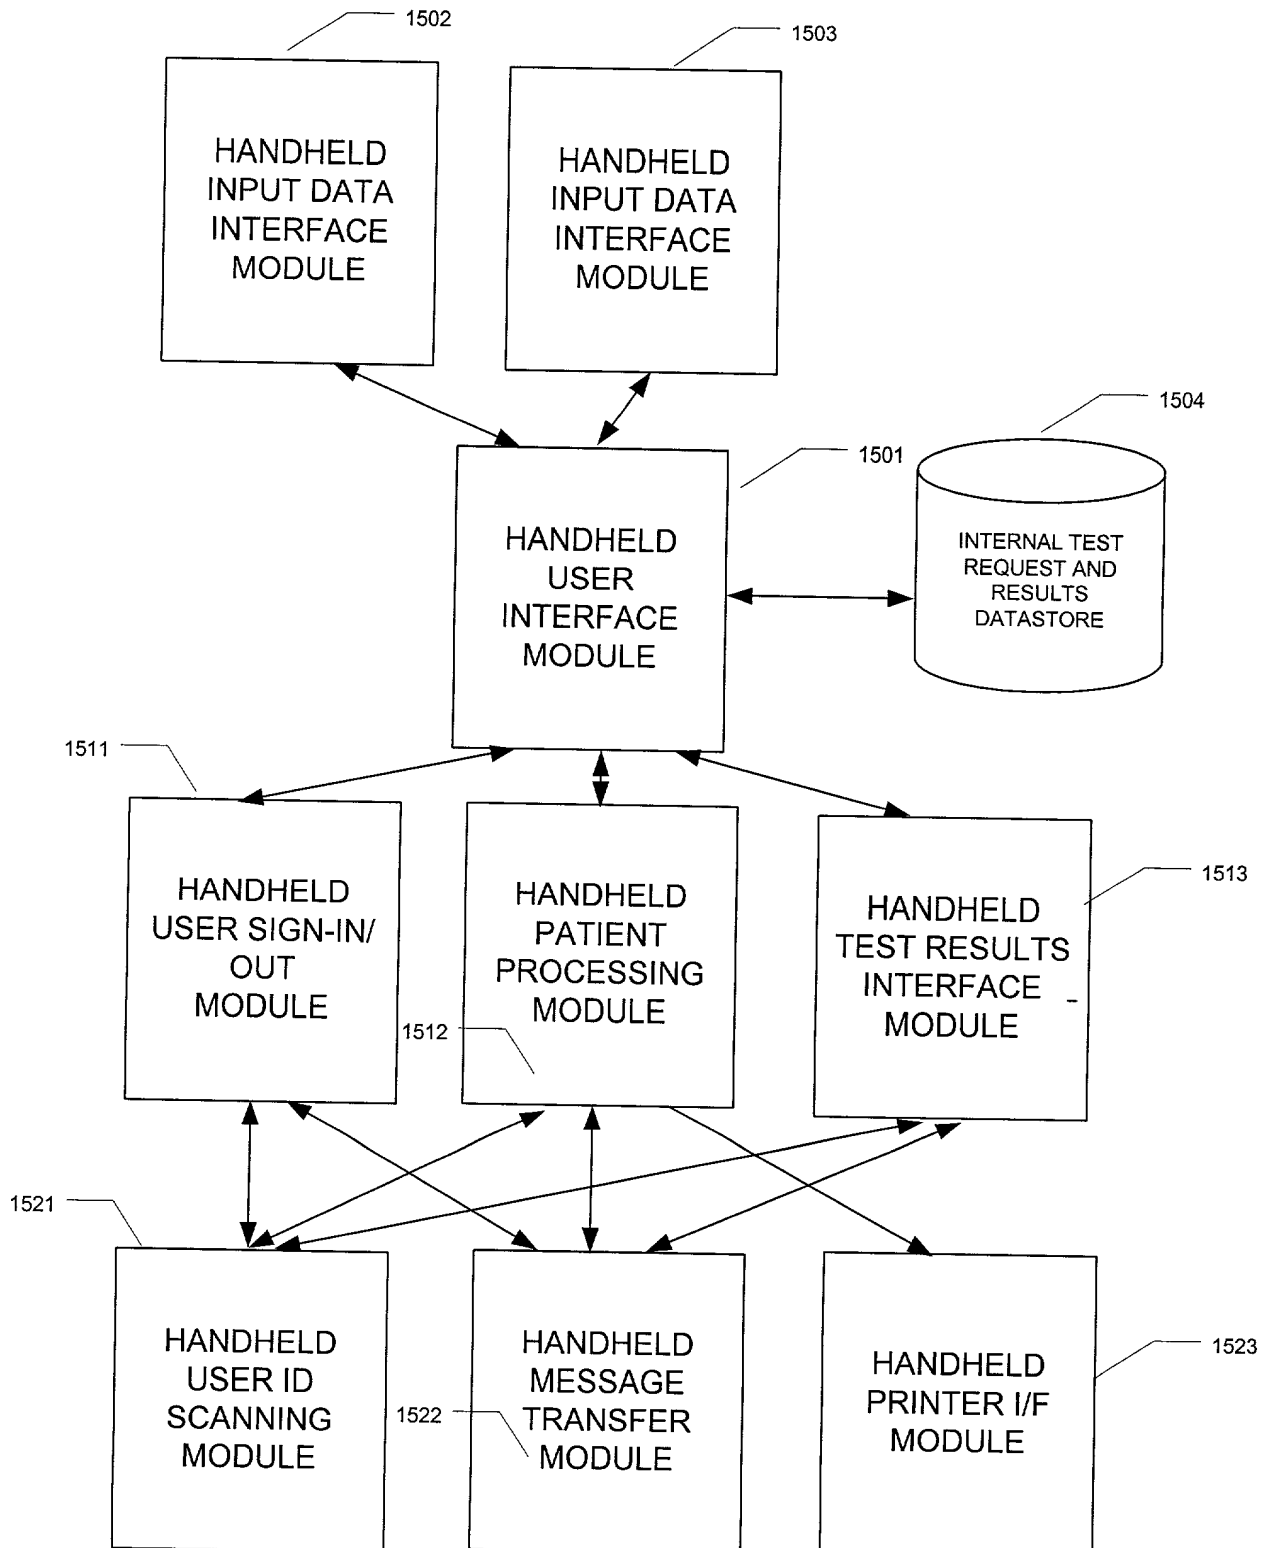 1502
1503
HANDHELD
INPUT DATA
INTERFACE
MODULE
HANDHELD
INPUT DATA
INTERFACE
MODULE
1504
1501
HANDHELD
USER
INTERFACE
MODULE
INTERNAL TEST
REQUEST AND
RESULTS
DATASTORE
1511
HANDHELD
USER SIGN-IN/
OUT
MODULE
HANDHELD
PATIENT
PROCESSING
MODULE
1512
1513
HANDHELD
TEST RESULTS
INTERFACE
MODULE
1521
HANDHELD
USER ID
SCANNING
MODULE
HANDHELD
MESSAGE
TRANSFER
MODULE
1522
1523
HANDHELD
PRINTER I/F
MODULE